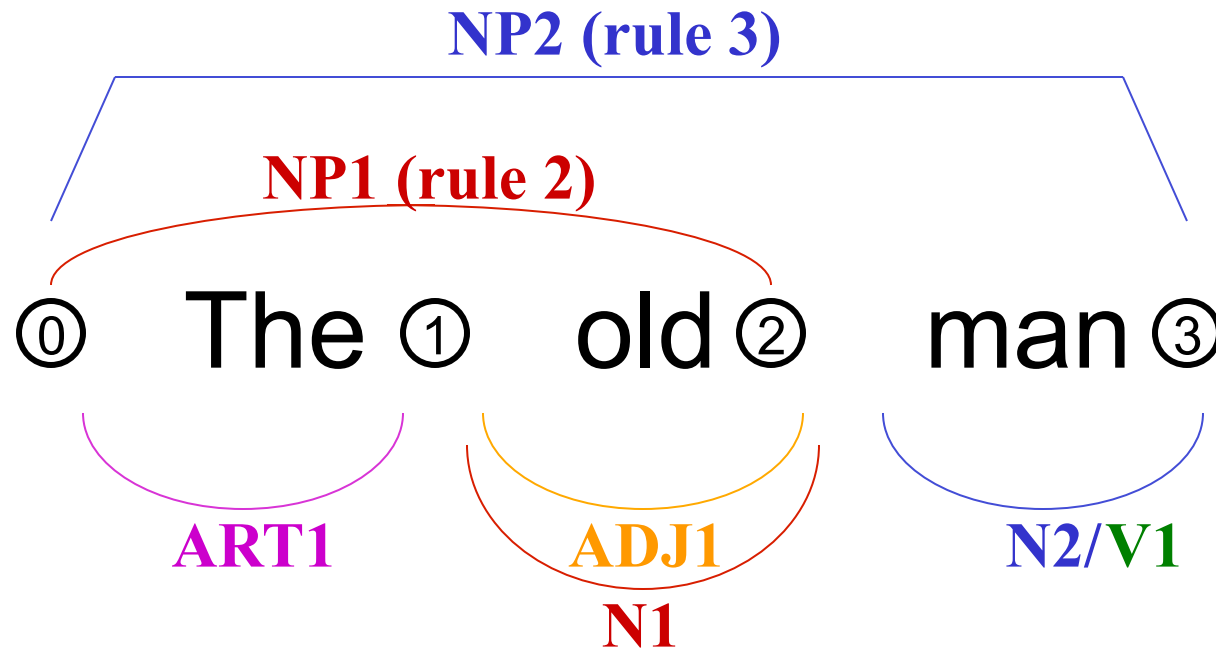 NP2 (rule 3)
NP1 (rule 2)
0 The 1 old 2 man 3
ART1 ADJ1 N2/V1
N1